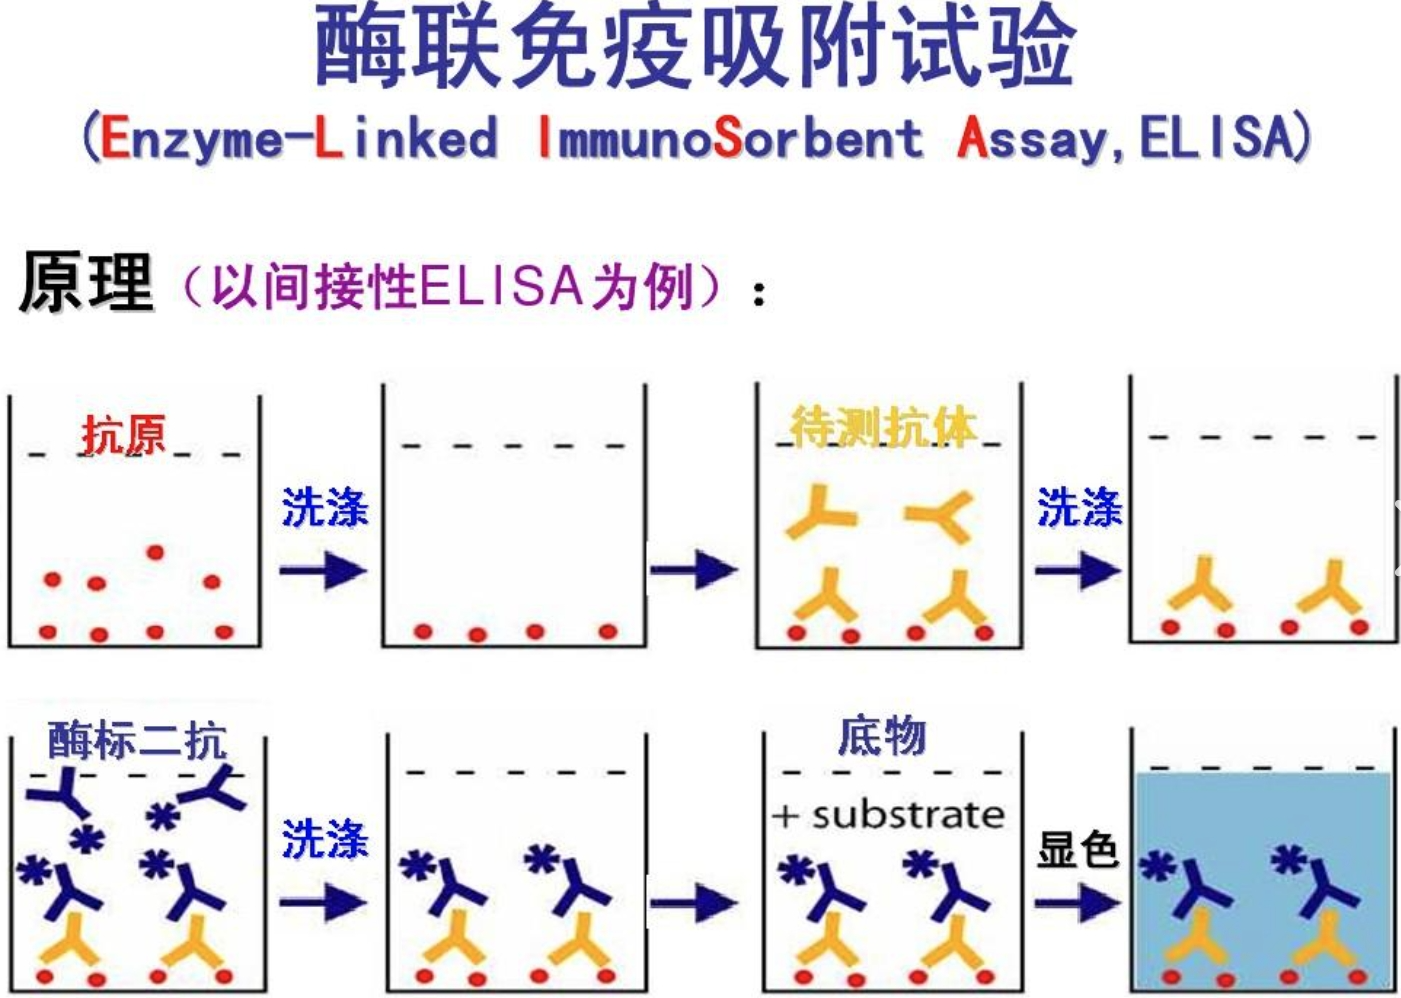 酶联免疫吸附试验
(Enzyme-Linked ImmunoSorbent Assay,ELISA)
原理（以间接性ELISA为例）：
抗原
洗涤
待测抗体
洗涤
酶标二抗
洗涤
底物
+ substrate
显色